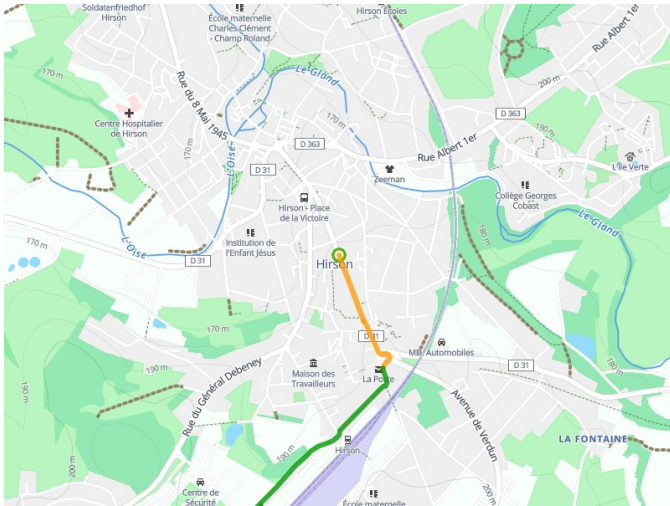 Soldatenfriedhof
Hirson
École maternelle
Charles Clément
- Champ Roland
Hirson Écoles
Rue Albert 1er
170 m
200 m
Le Gland
Rue du 8 Mai 1945
Centre Hospitalier
de Hirson
170 m
L'Oise
D 363
170 m
D 363
190 m
Rue Albert 1er
L'Île Verte
D 31
Zeeman
Hirson - Place
de la Victoire
Collège Georges
Cobast
Le Gland
180 m
170 m
L'Oise
D 31
Institution de
l'Enfant Jésus
Hirson
170 m
D 31
MB Automobiles
180 m
190 m
190 m
Rue du Général Debeney
Maison des
Travailleurs
La Poste
D 31
Avenue de Verdun
LA FONTAINE
190 m
Hirson
200 m
Centre de
Sécurité
École maternelle